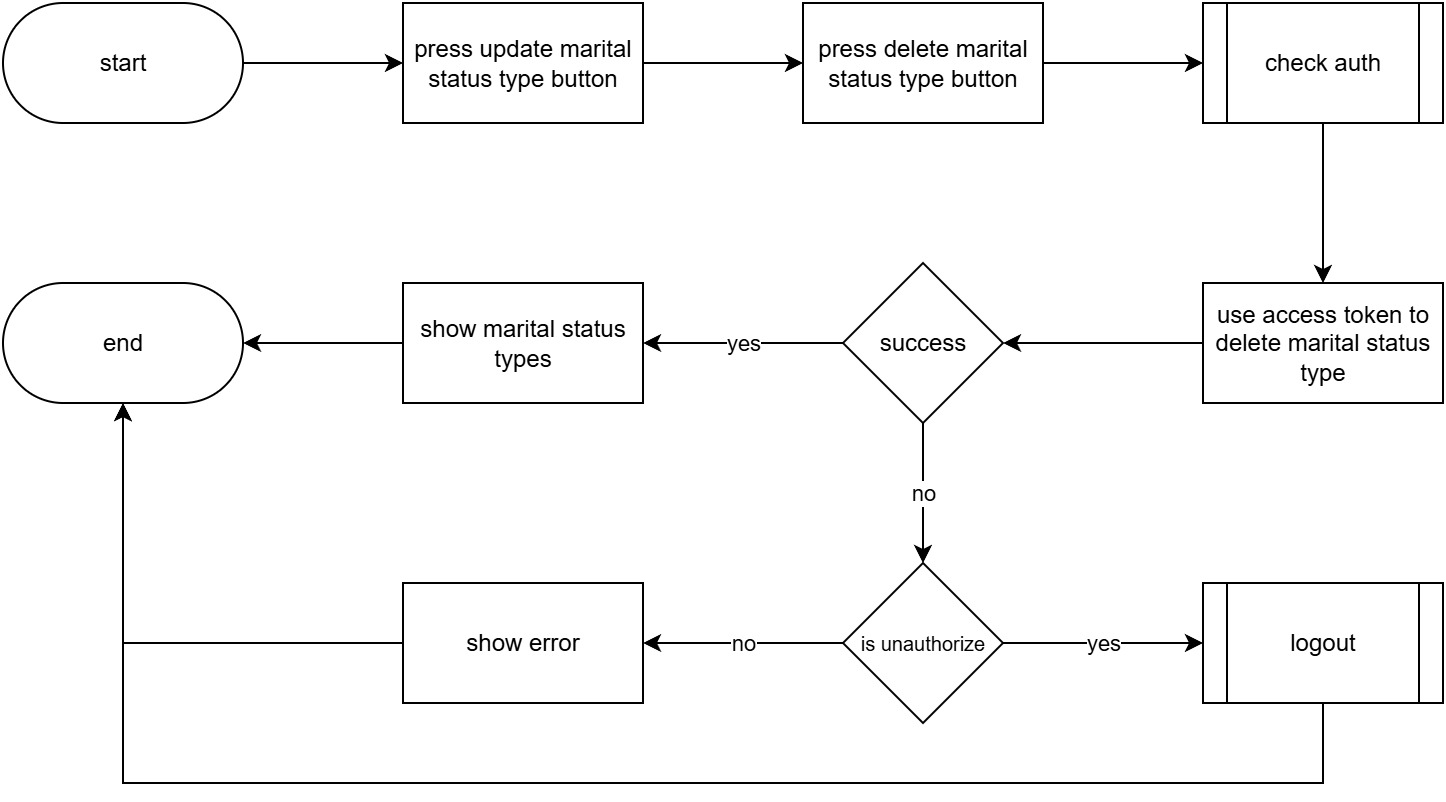 start
press update marital
status type button
press delete marital
status type button
check auth
end
show marital status
types
yes
success
use access token to
delete marital status
type
no
show error
no
is unauthorize
yes
logout